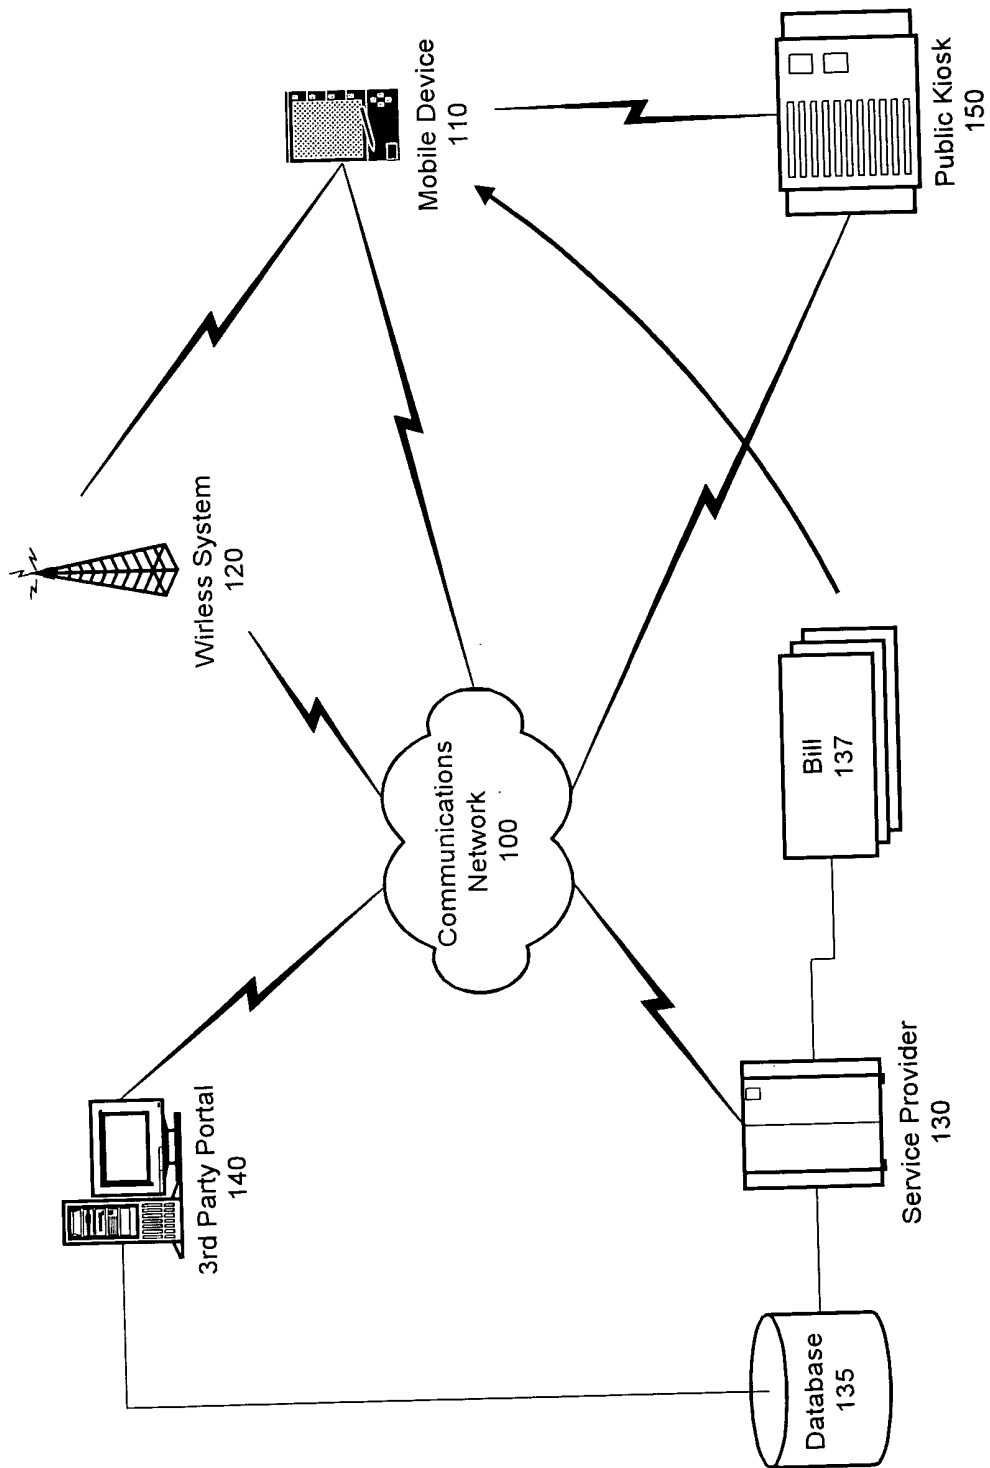 3rd Party Portal
140
Wirless System
120
Mobile Device
110
Communications
Network
100
Database
135
Service Provider
130
Bill
137
Public Kiosk
150